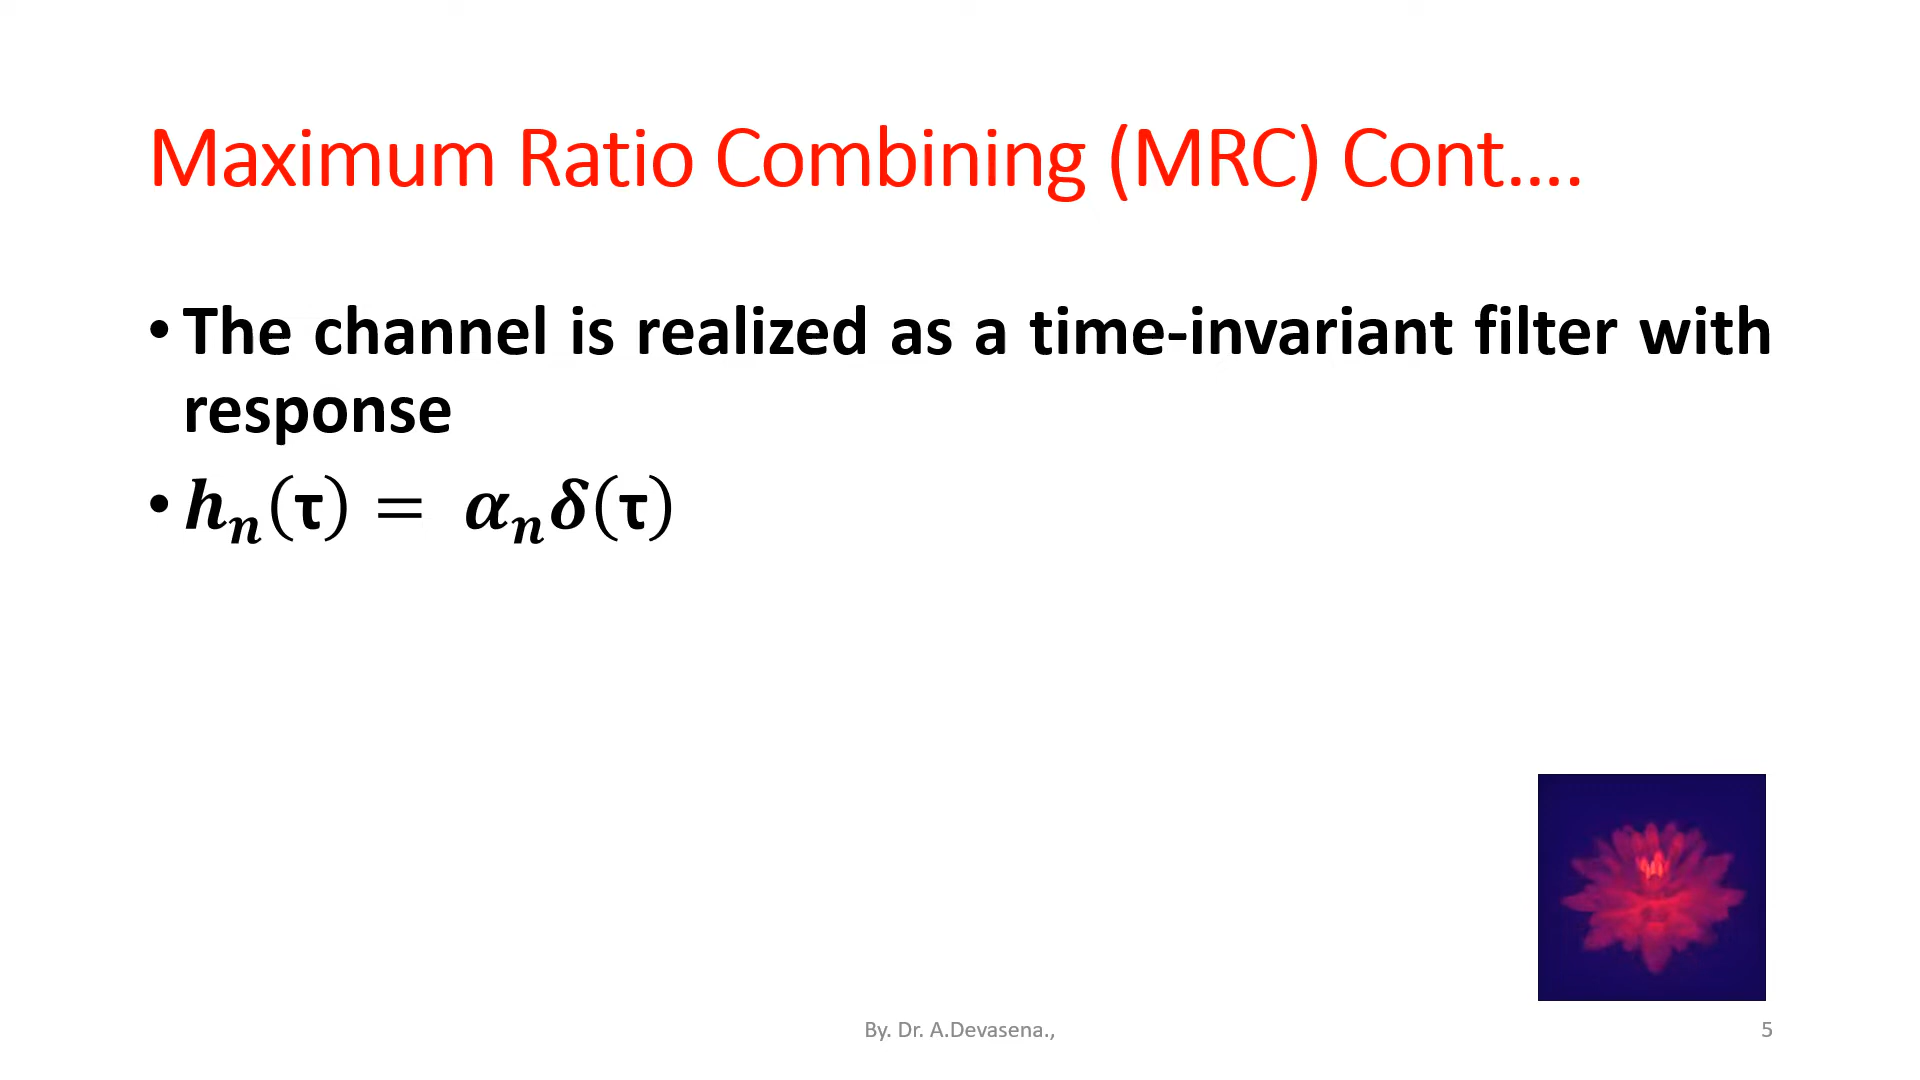 Maximum Ratio Combining (MRC) Cont....
• The channel is realized as a time-invariant filter with
response
• hₙ(τ) = αₙδ(τ)
By. Dr. A.Devasena.,
5